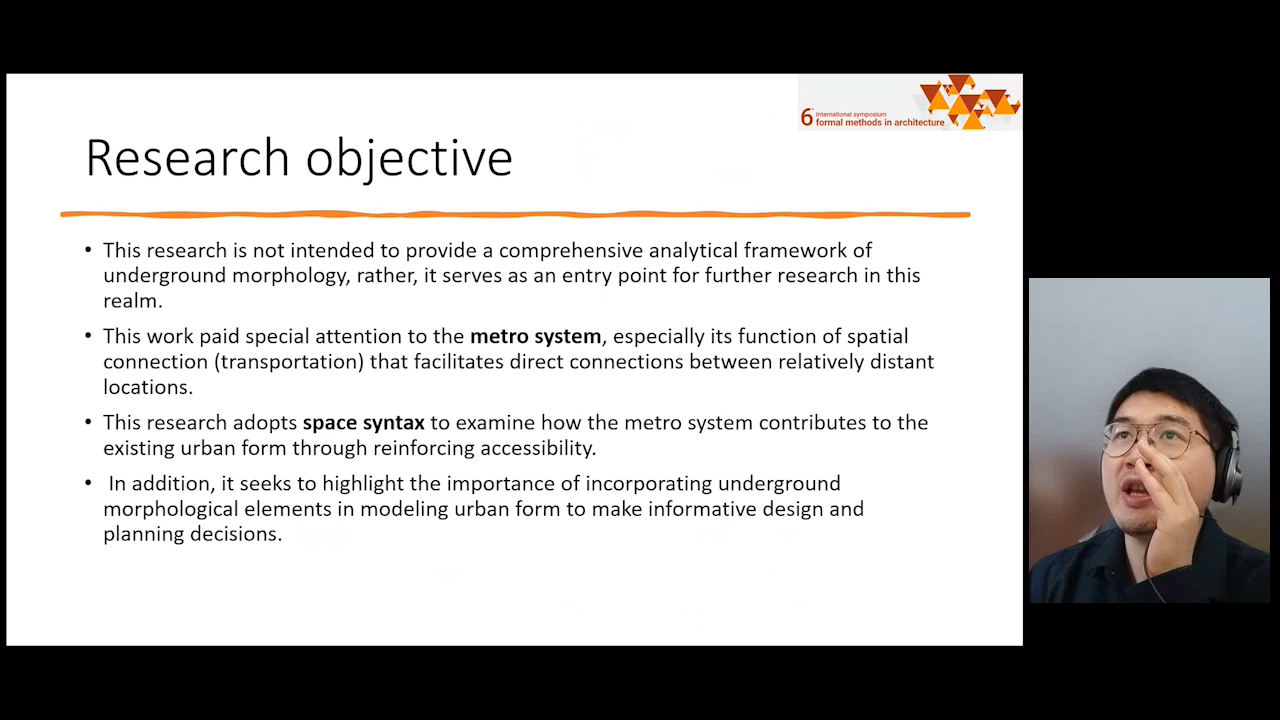 6° international symposium
formal methods in architecture
Research objective
• This research is not intended to provide a comprehensive analytical framework of
underground morphology, rather, it serves as an entry point for further research in this
realm.
• This work paid special attention to the metro system, especially its function of spatial
connection (transportation) that facilitates direct connections between relatively distant
locations.
• This research adopts space syntax to examine how the metro system contributes to the
existing urban form through reinforcing accessibility.
• In addition, it seeks to highlight the importance of incorporating underground
morphological elements in modeling urban form to make informative design and
planning decisions.